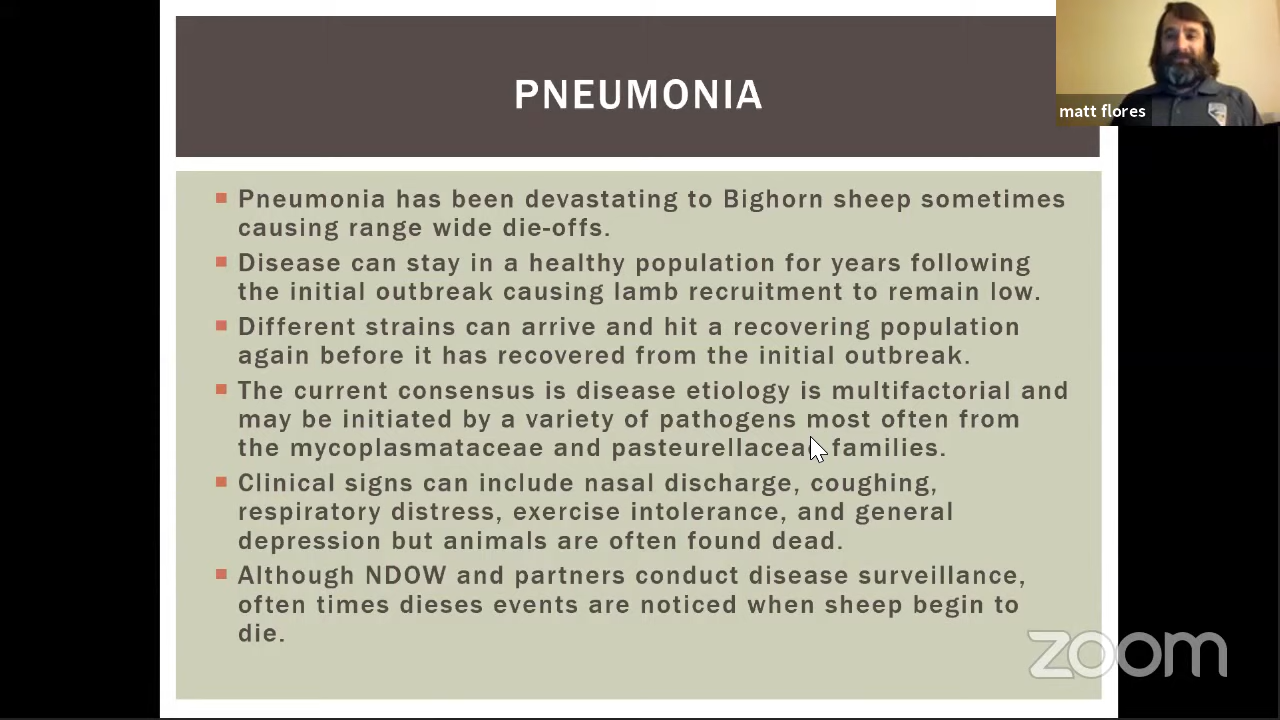 PNEUMONIA
matt flores
Pneumonia has been devastating to Bighorn sheep sometimes
causing range wide die-offs.
Disease can stay in a healthy population for years following
the initial outbreak causing lamb recruitment to remain low.
Different strains can arrive and hit a recovering population
again before it has recovered from the initial outbreak.
The current consensus is disease etiology is multifactorial and
may be initiated by a variety of pathogens most often from
the mycoplasmataceae and pasteurellaceae families.
Clinical signs can include nasal discharge, coughing,
respiratory distress, exercise intolerance, and general
depression but animals are often found dead.
Although NDOW and partners conduct disease surveillance,
often times dieses events are noticed when sheep begin to
die.
zoom